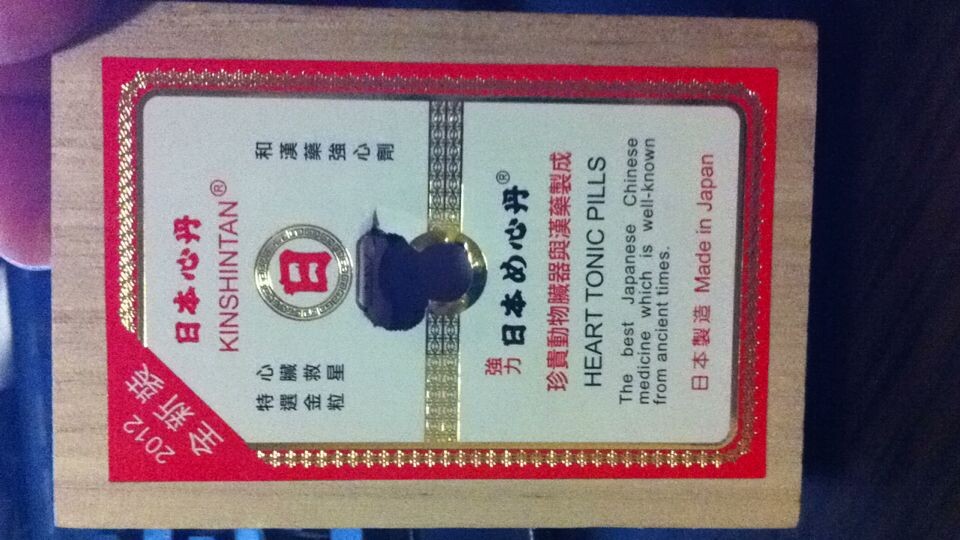 2012
全新裝
日本心丹
KINSHINTAN®
和漢藥強心劑
心臟救星
特選金粒
日
強力
日本め心丹®
珍貴動物臟器與漢藥製成
HEART TONIC PILLS
The best Japanese Chinese
medicine which is well-known
from ancient times.
日本製造 Made in Japan